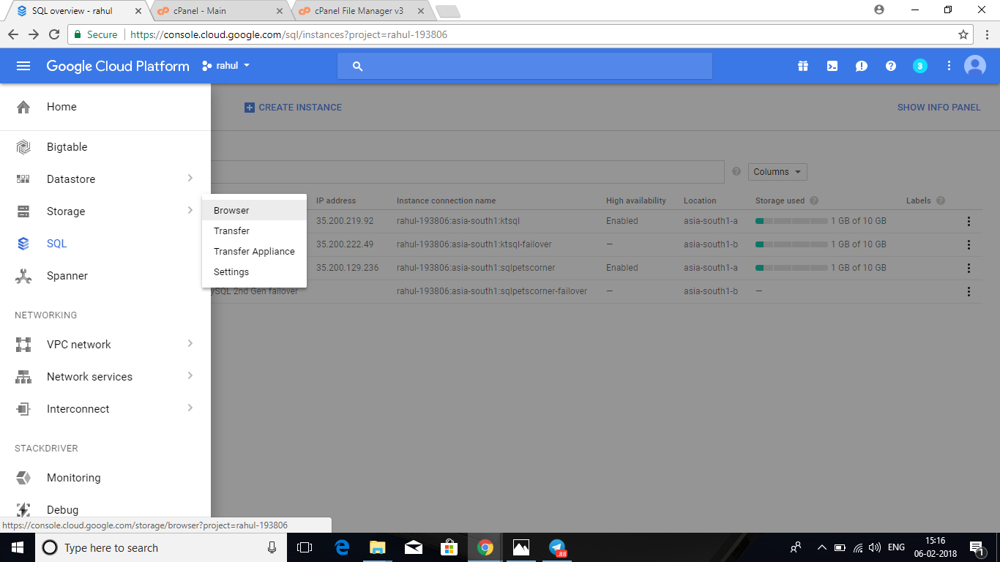 SQL overview - rahul
cPanel - Main
cPanel File Manager v3
Secure
https://console.cloud.google.com/sql/instances?project=rahul-193806
Google Cloud Platform
rahul
3
Home
CREATE INSTANCE
SHOW INFO PANEL
Bigtable
Datastore
Storage
SQL
Spanner
NETWORKING
VPC network
Network services
Interconnect
STACKDRIVER
Monitoring
Debug
Browser
Transfer
Transfer Appliance
Settings
Columns
IP address Instance connection name High availability Location Storage used Labels
35.200.219.92 rahul-193806:asia-south1:ktsql Enabled asia-south1-a 1 GB of 10 GB
35.200.222.49 rahul-193806:asia-south1:ktsql-failover — asia-south1-b 1 GB of 10 GB
35.200.129.236 rahul-193806:asia-south1:sqlpetscorner Enabled asia-south1-a 1 GB of 10 GB
ySQL 2nd Gen failover rahul-193806:asia-south1:sqlpetscorner-failover — asia-south1-b —
https://console.cloud.google.com/storage/browser?project=rahul-193806
Type here to search
.88
ENG
15:16
06-02-2018
1